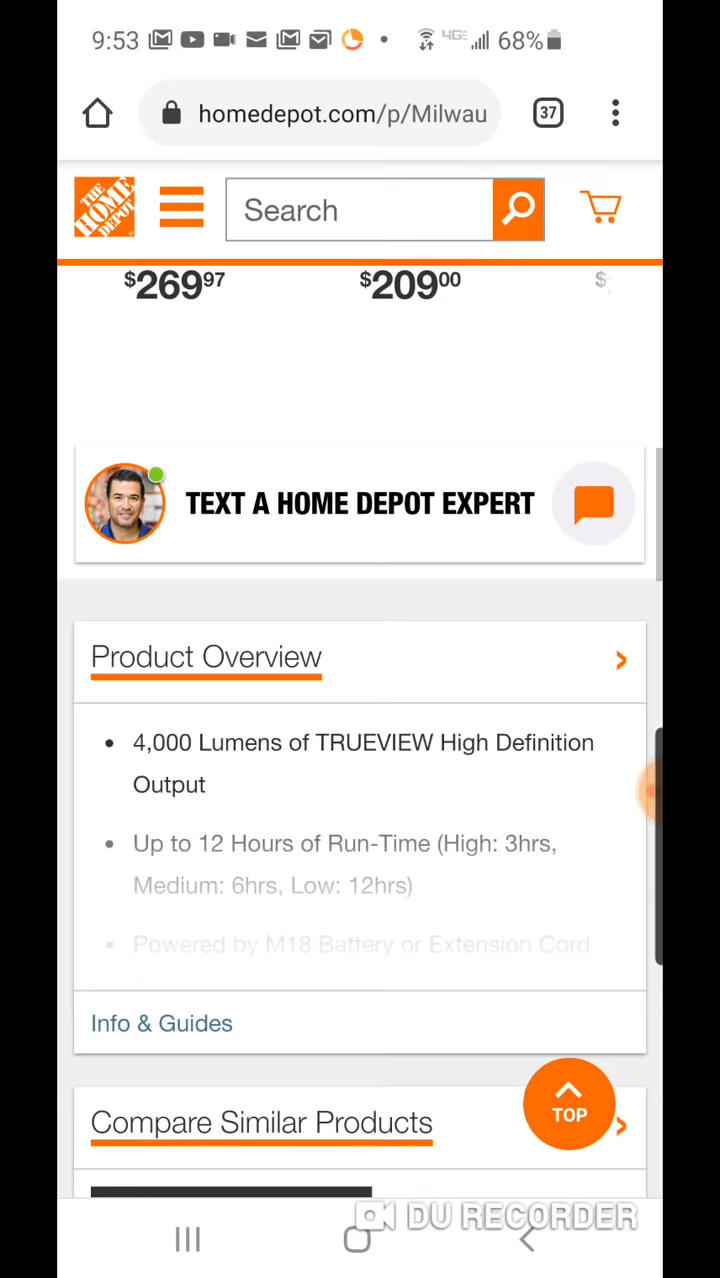 9:53 4GE 68%
homedepot.com/p/Milwau 37
THE HOME DEPOT Search
$269 97 $209 00 $
TEXT A HOME DEPOT EXPERT
Product Overview
• 4,000 Lumens of TRUEVIEW High Definition
Output
• Up to 12 Hours of Run-Time (High: 3hrs,
Medium: 6hrs, Low: 12hrs)
• Powered by M18 Battery or Extension Cord
Info & Guides
TOP
Compare Similar Products
DU RECORDER